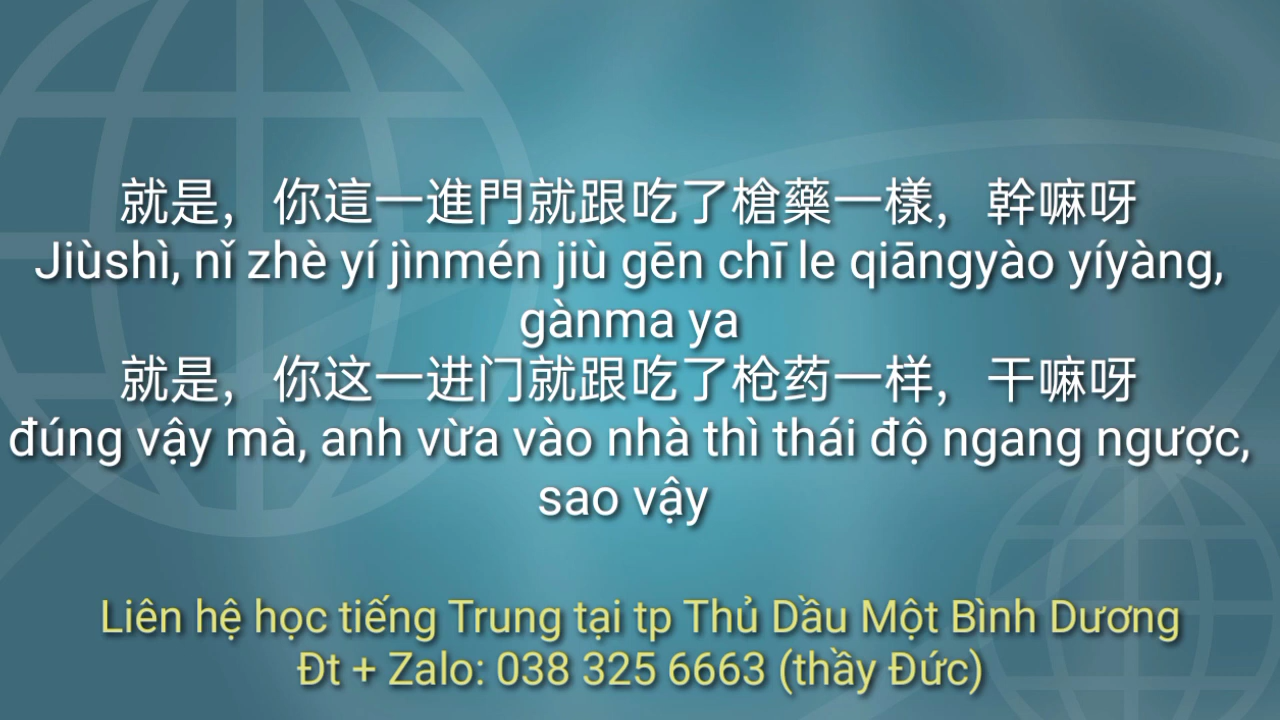 就是，你這一進門就跟吃了槍藥一樣，幹嘛呀
Jiùshì, nǐ zhè yí jìnmén jiù gēn chī le qiāngyào yíyàng,
gànma ya
就是，你这一进门就跟吃了枪药一样，干嘛呀
đúng vậy mà, anh vừa vào nhà thì thái độ ngang ngược,
sao vậy
Liên hệ học tiếng Trung tại tp Thủ Dầu Một Bình Dương
Đt + Zalo: 038 325 6663 (thầy Đức)